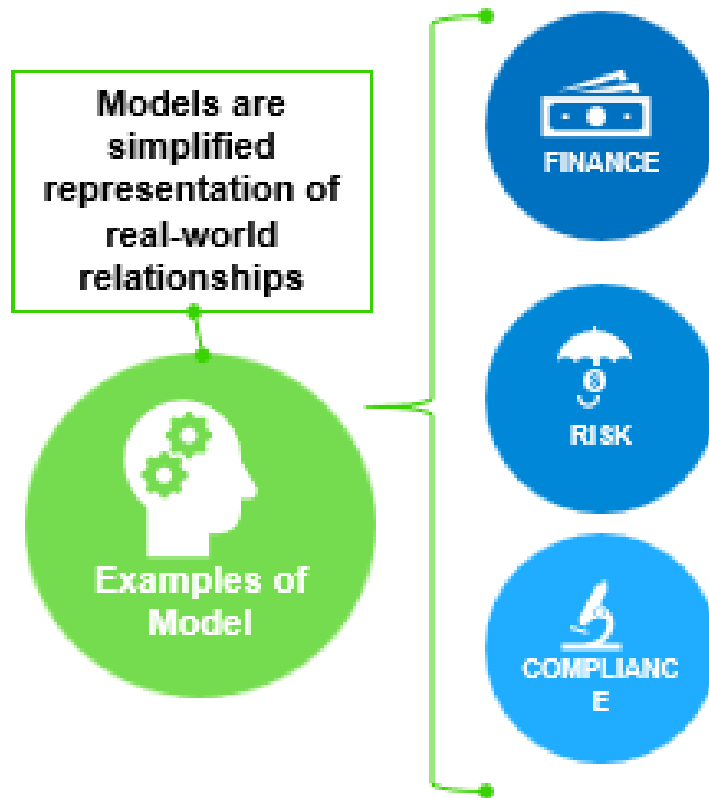 Models are
simplified
representation of
real-world
relationships
Examples of
Model
FINANCE
RISK
COMPLIANC
E